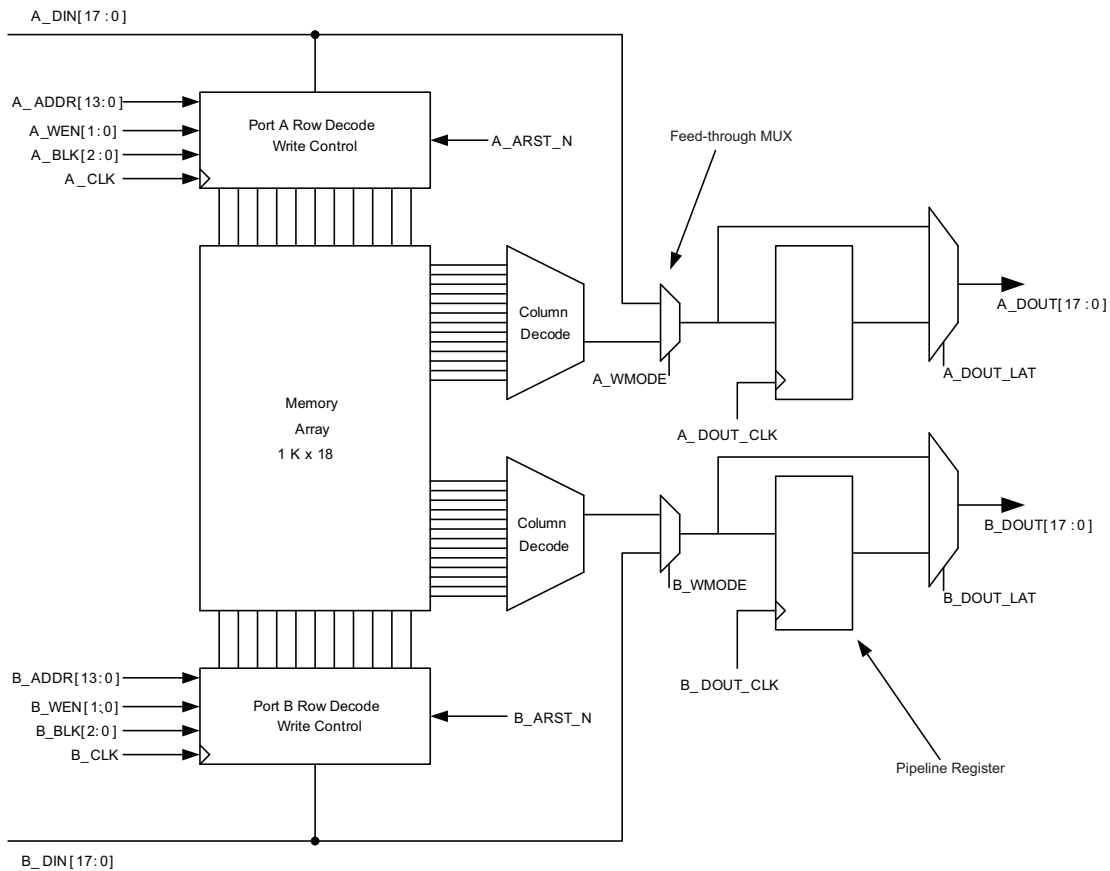 A_DIN[17:0]
A_ADDR[13:0]
A_WEN[1:0]
A_BLK[2:0]
A_CLK
Port A Row Decode
Write Control
A_ARST_N
Feed-through MUX
Column
Decode
A_WMODE
A_DOUT_CLK
A_DOUT[17:0]
A_DOUT_LAT
Memory
Array
1 K x 18
Column
Decode
B_WMODE
B_DOUT_CLK
B_DOUT[17:0]
B_DOUT_LAT
B_ADDR[13:0]
B_WEN[1:0]
B_BLK[2:0]
B_CLK
Port B Row Decode
Write Control
B_ARST_N
Pipeline Register
B_DIN[17:0]